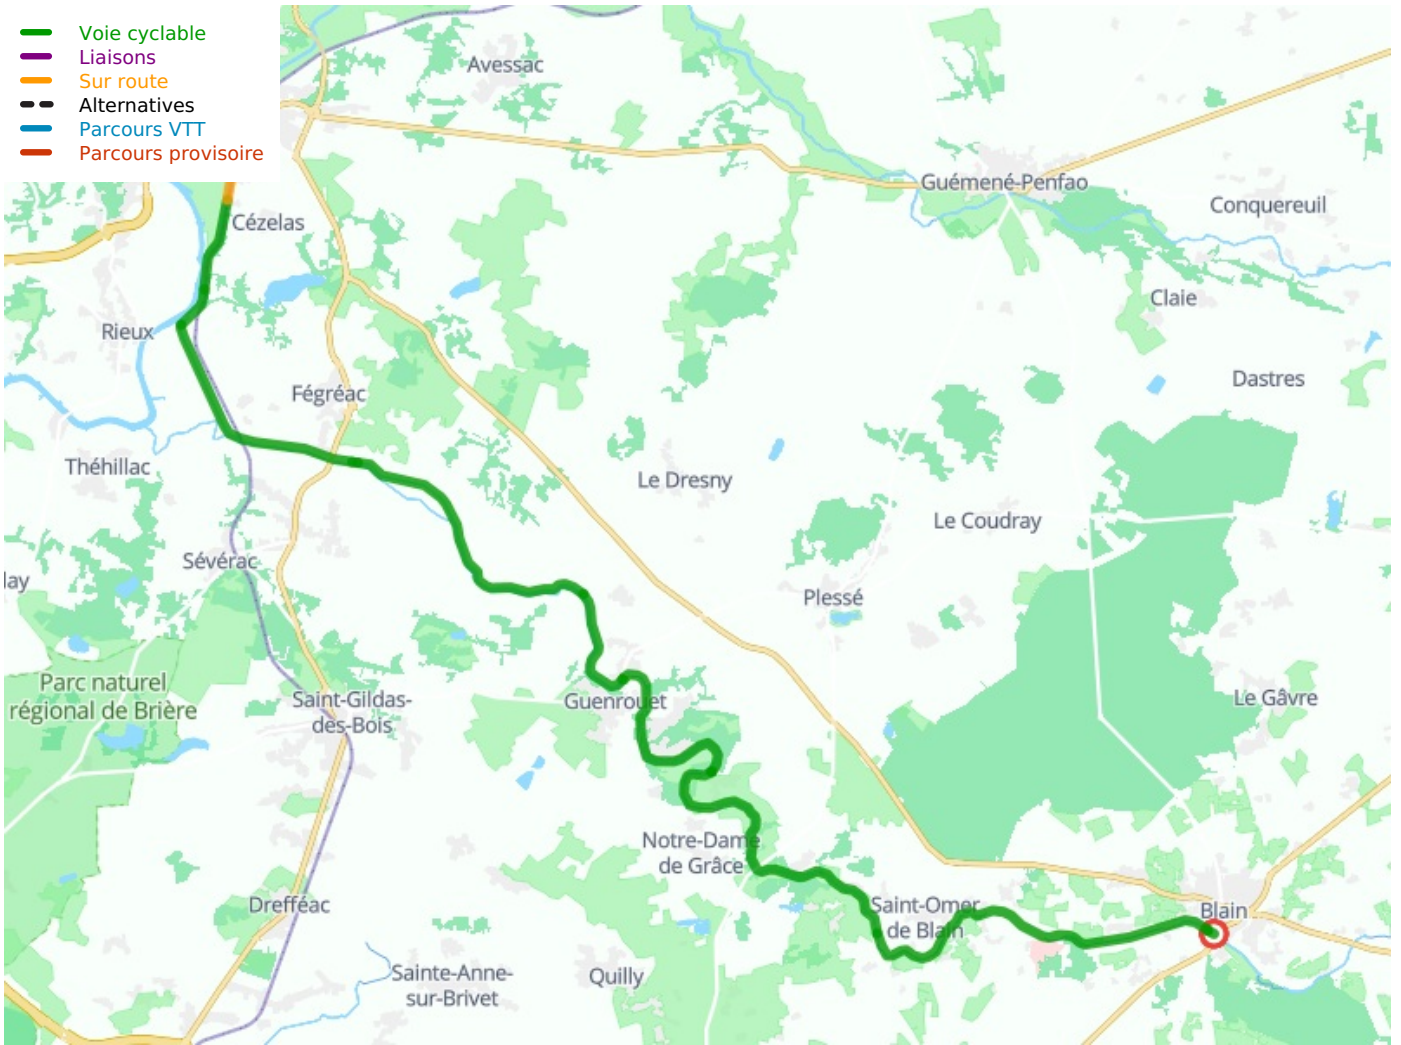 Voie cyclable
Liaisons
Sur route
Alternatives
Parcours VTT
Parcours provisoire
Avessac
Guémené-Penfao
Conquereuil
Cézelas
Claie
Rieux
Dastres
Fégréac
Théhillac
Le Dresny
Le Coudray
Sévérac
lay
Plessé
Parc naturel
régional de Brière
Saint-Gildas-
des-Bois
Guenrouet
Le Gâvre
Notre-Dame
de Grâce
Drefféac
Saint-Omer
de Blain
Blain
Sainte-Anne-
sur-Brivet
Quilly